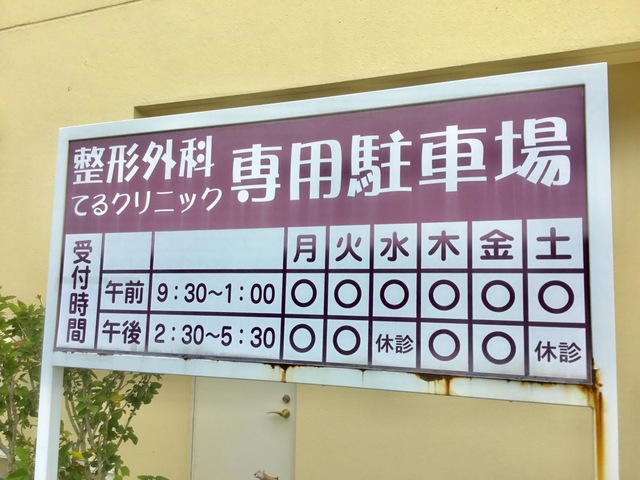 整形外科
てるクリニック
専用駐車場
受付時間
月 火 水 木 金 土
午前 9:30〜1:00 ○ ○ ○ ○ ○ ○
午後 2:30〜5:30 ○ ○ 休診 ○ ○ 休診